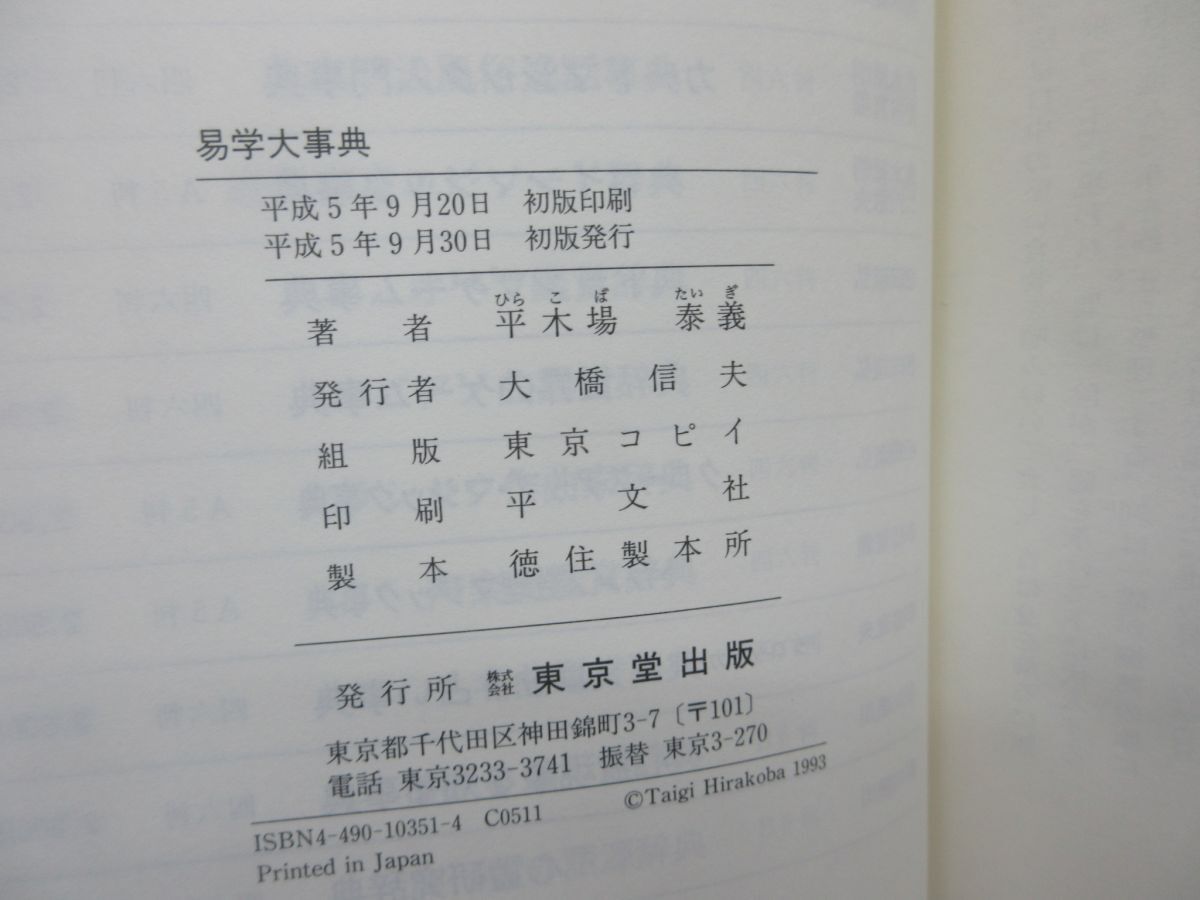 易学大事典
平成5年9月20日 初版印刷
平成5年9月30日 初版発行
ひら こ ば たい ぎ
著者 平木場 泰義
発行者 大橋信夫
組版 東京コピイ
印刷 平文社
製本 徳住製本所
発行所 株式会社 東京堂出版
東京都千代田区神田錦町3-7〔〒101〕
電話 東京3233-3741 振替 東京3-270
ISBN4-490-10351-4 C0511 ©Taigi Hirakoba 1993
Printed in Japan